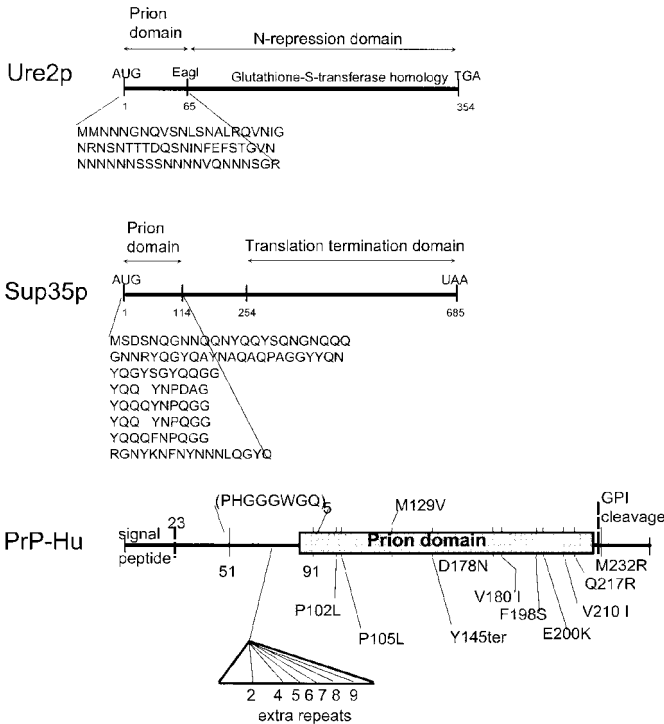 Prion
domain
N-repression domain
Ure2p
AUG EagI Glutathione-S-transferase homology TGA
1 65 354
MMNNNGNQVSNLSNALRQVNIG
NRNSNTTTDQSNINFEFSTGVN
NNNNNNSSSNNNNVQNNNSGR
Prion
domain
Translation termination domain
Sup35p
AUG UAA
1 114 254 685
MSDSNQGNNQQNYQQYSQNGNQQQ
GNNRYQGYQAYNAQAQPAGGYYQN
YQGYSGYQQGG
YQQ YNPDAG
YQQQYNPQGG
YQQ YNPQGG
YQQQFNPQGG
RGNYKNFNYNNNLQGYQ
PrP-Hu
(PHGGGWGQ)5
M129V
GPI
cleavage
signal
peptide
23
Prion domain
51 91
D178N
M232R
Q217R
V180 I
F198S
V210 I
P102L
P105L
Y145ter
E200K
2 4 5 6 7 8 9
extra repeats